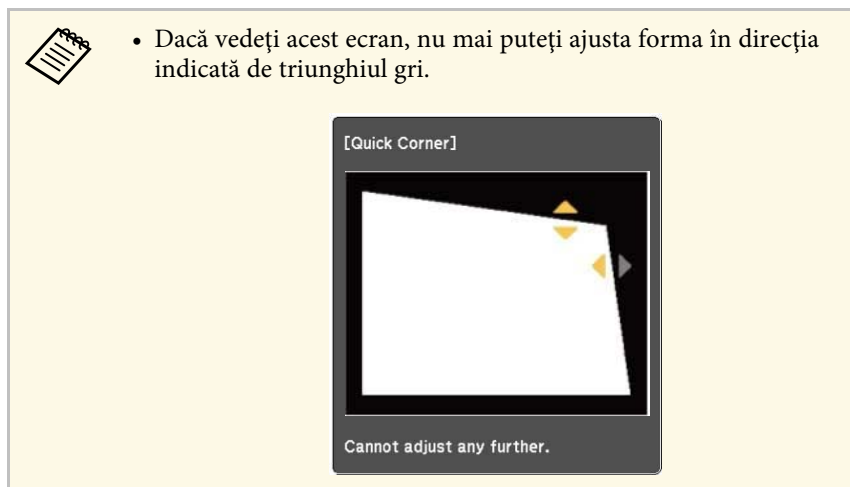 • Dacă vedeţi acest ecran, nu mai puteţi ajusta forma în direcţia
indicată de triunghiul gri.
[Quick Corner]
Cannot adjust any further.